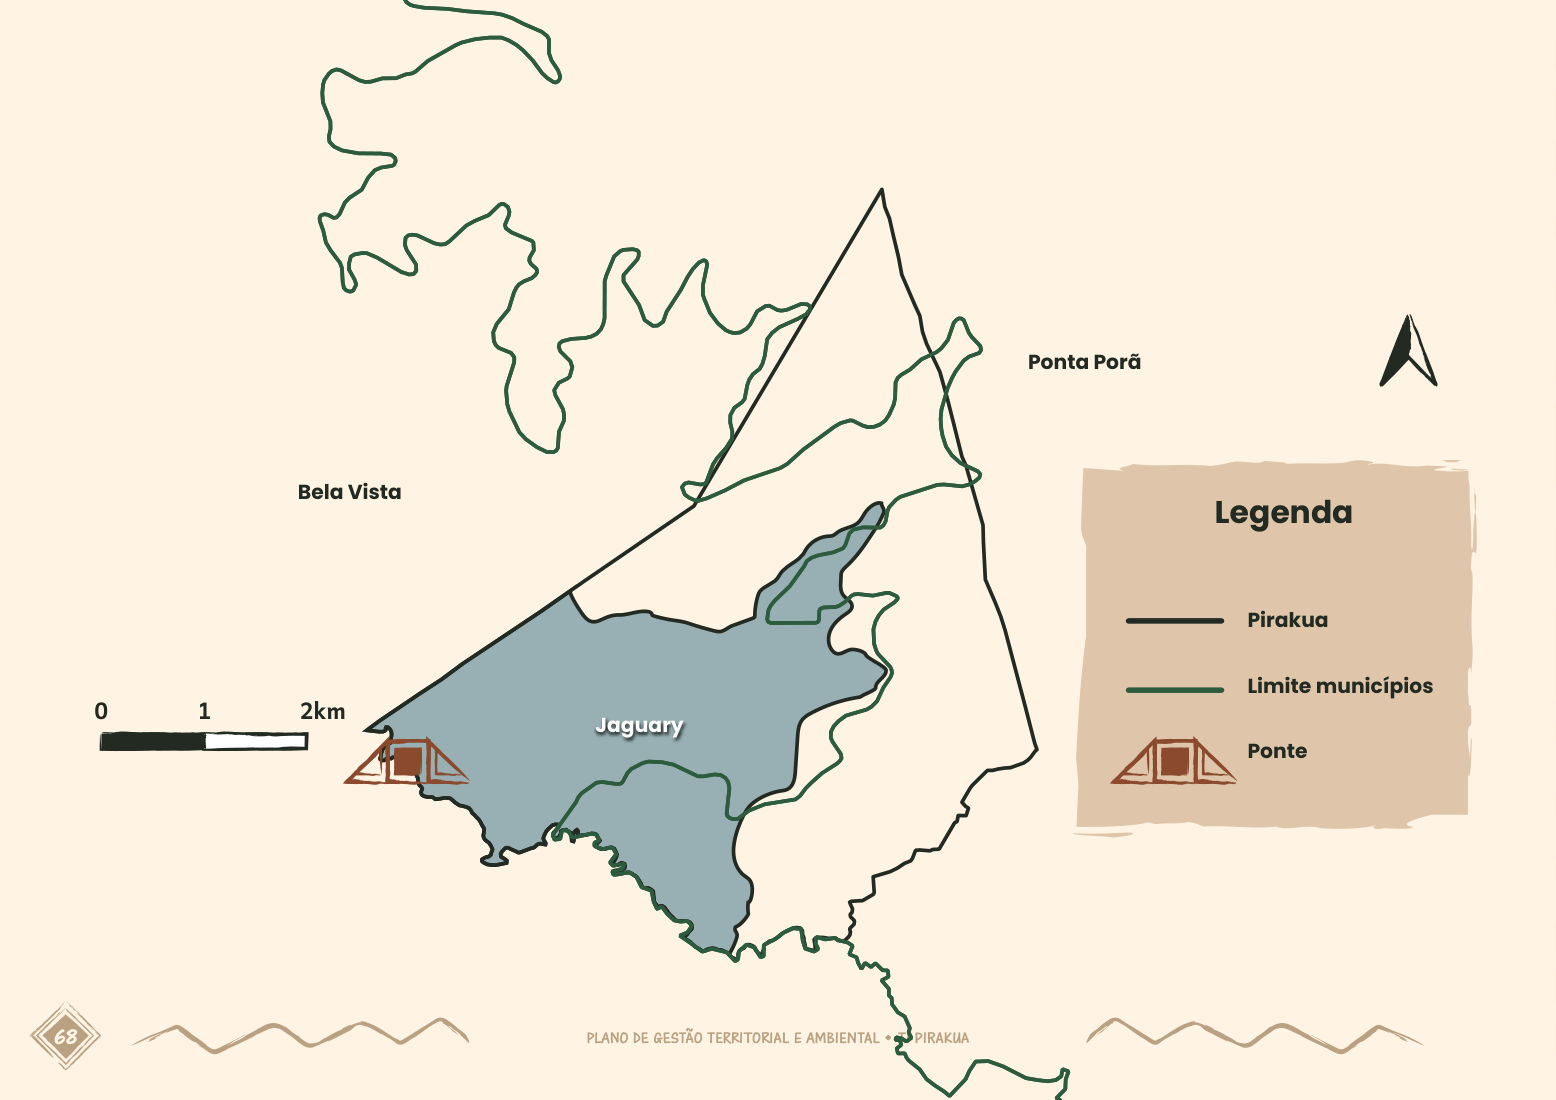 Ponta Porã
Bela Vista
Legenda
Pirakua
Limite municípios
Ponte
0 1 2km
Jaguary
68
PLANO DE GESTÃO TERRITORIAL E AMBIENTAL • PIRAKUA